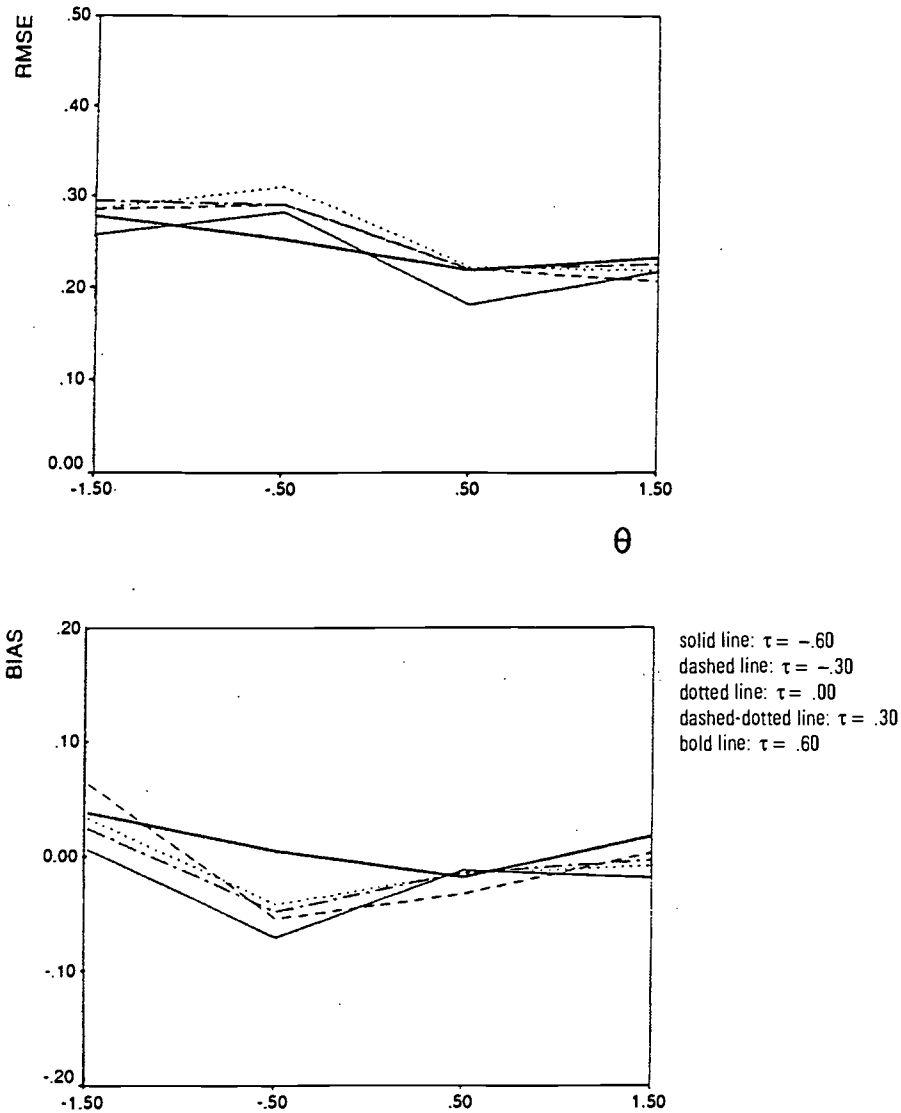 RMSE
.50
.40
.30
.20
.10
0.00
-1.50
-.50
.50
1.50
θ
BIAS
.20
.10
0.00
-.10
-.20
-1.50
-.50
.50
1.50
solid line: τ = -.60
dashed line: τ = -.30
dotted line: τ = .00
dashed-dotted line: τ = .30
bold line: τ = .60